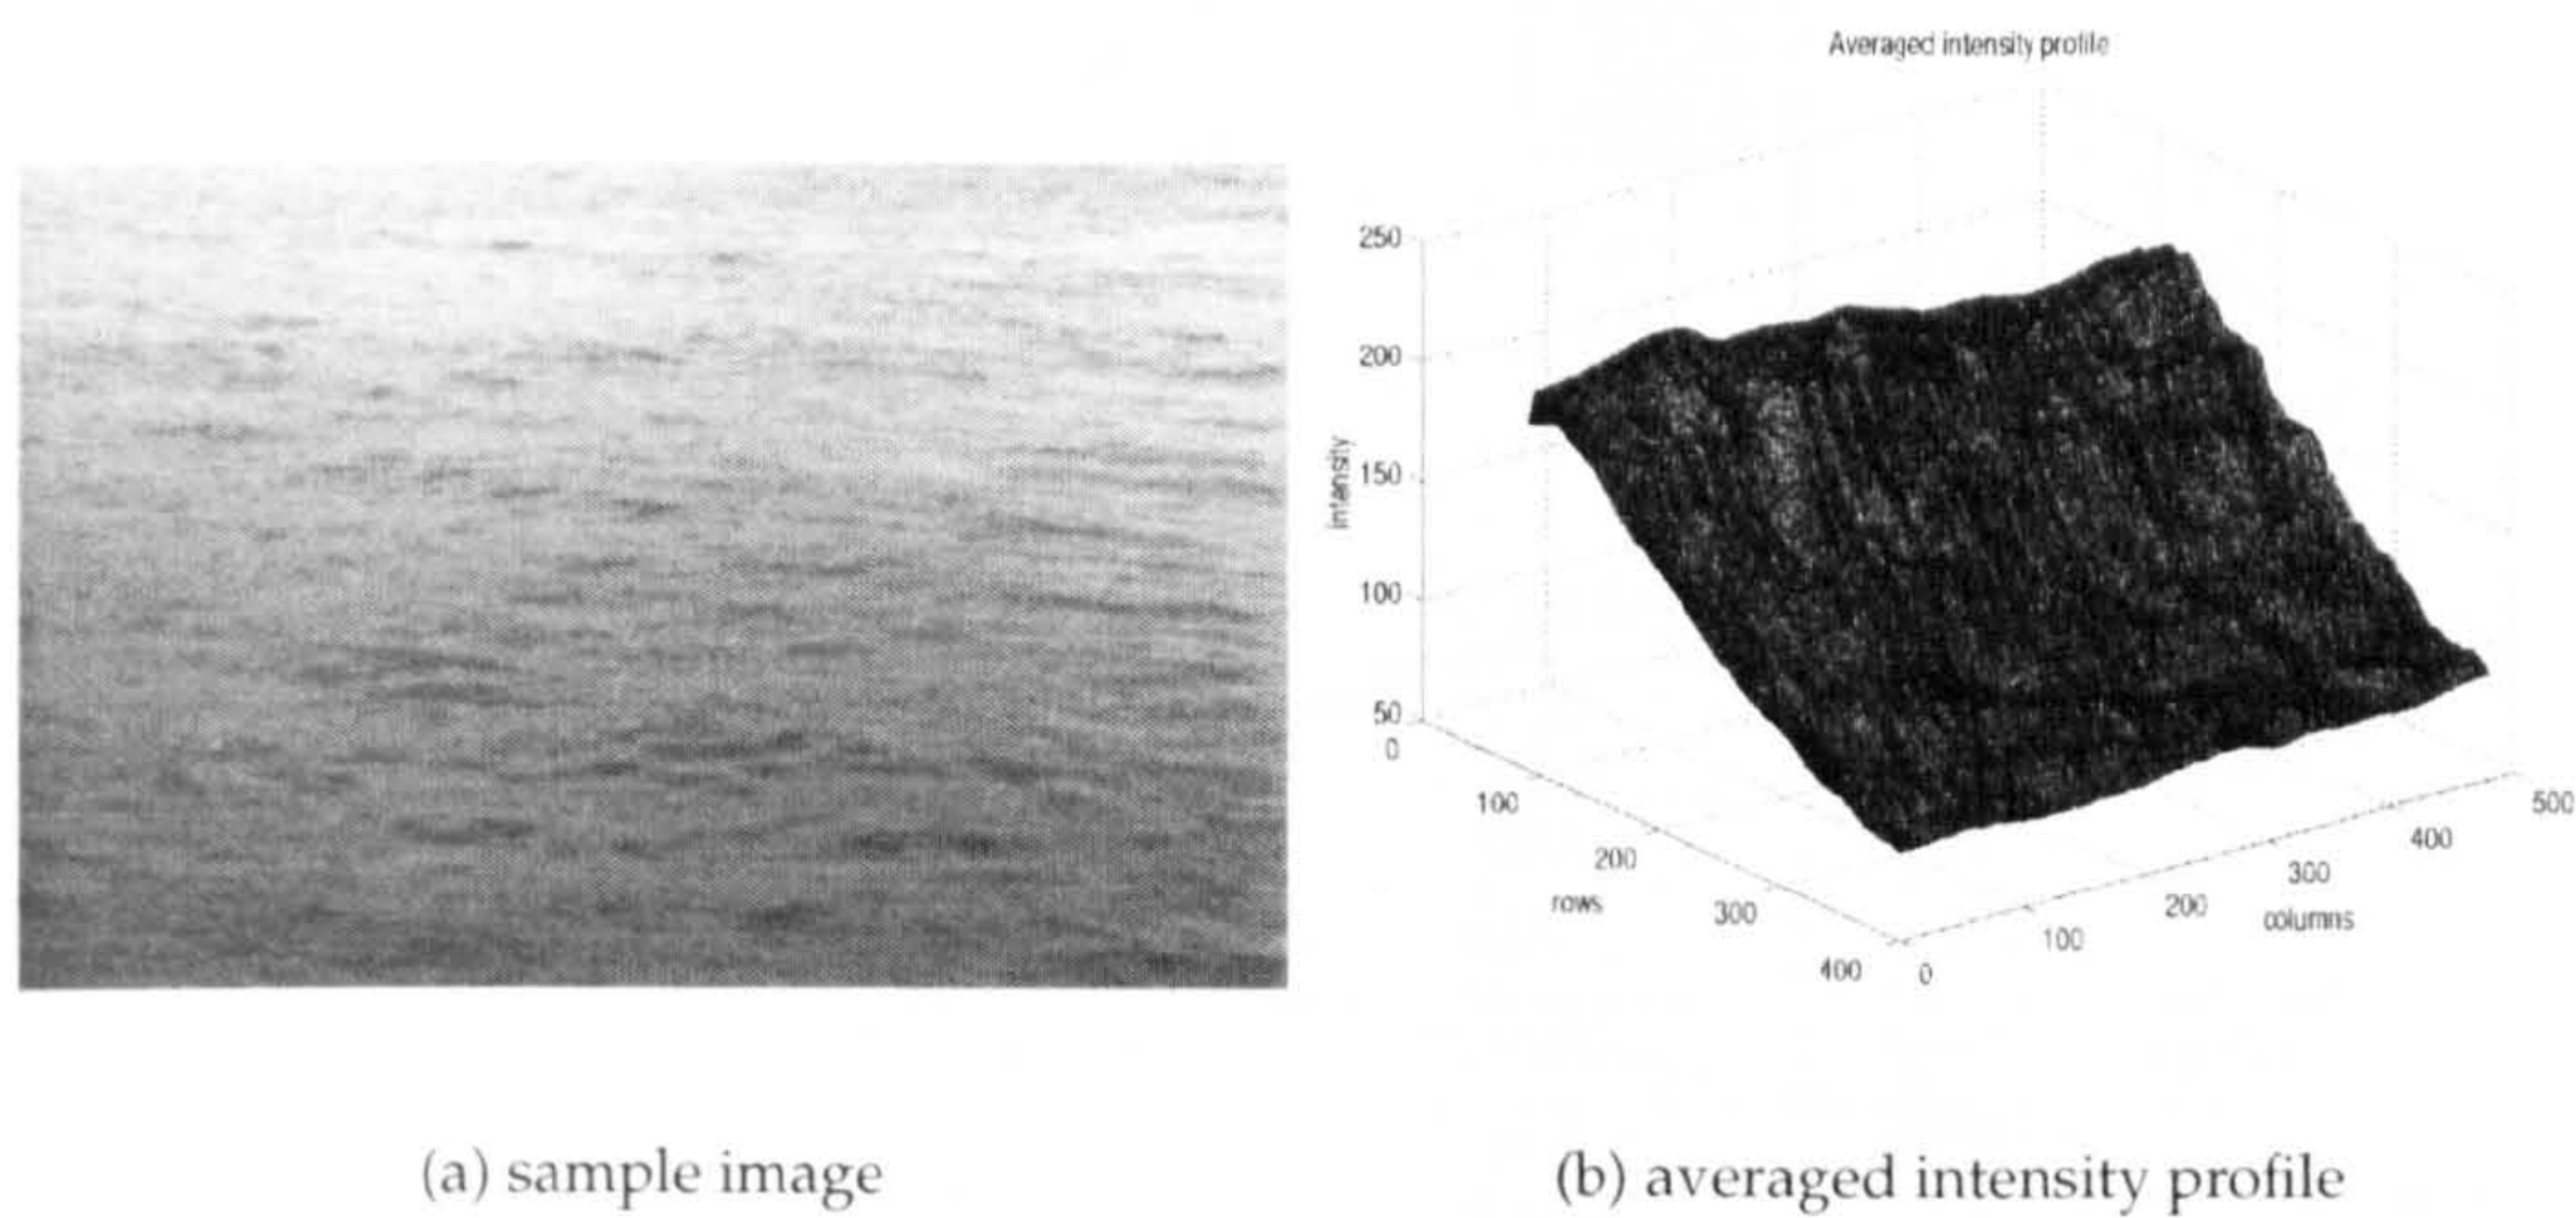 Averaged intensity profile
250
200
150
100
50
intensity
0
100
200
300
400
rows
0
100
200
300
400
500
columns
(a) sample image
(b) averaged intensity profile